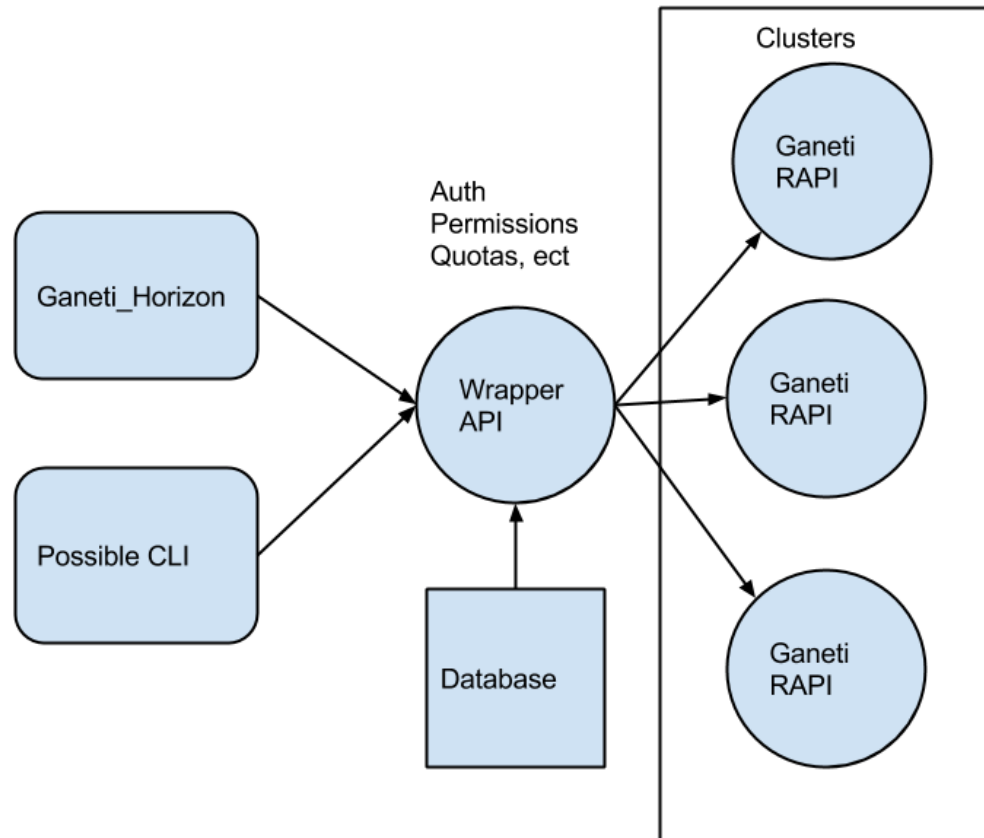 Clusters
Ganeti
RAPI
Auth
Permissions
Quotas, ect
Ganeti_Horizon
Wrapper
API
Ganeti
RAPI
Possible CLI
Database
Ganeti
RAPI